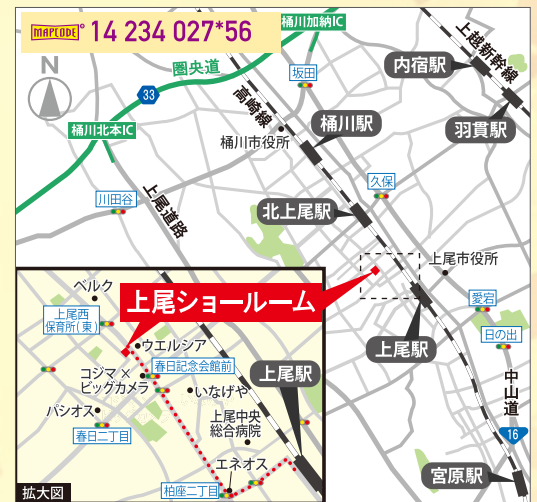 MAPCODE® 14 234 027*56
桶川加納IC
上越新幹線
内宿駅
N
圏央道
坂田
33
高崎線
羽貫駅
桶川駅
桶川北本IC
桶川市役所
久保
川田谷
上尾道路
北上尾駅
上尾市役所
愛宕
日の出
上尾駅
中山道
16
宮原駅
上尾ショールーム
ベルク
上尾西
保育所(東)
ウエルシア
春日記念会館前
コジマ×
ビッグカメラ
上尾駅
いなげや
パシオス
上尾中央
総合病院
春日二丁目
エネオス
柏座二丁目
拡大図